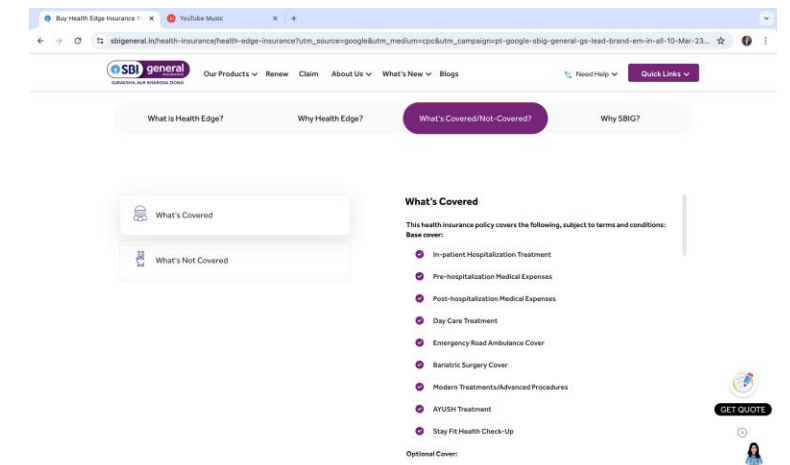 Buy Health Edge Insurance P
YouTube Music
sbigeneral.in/health-insurance/health-edge-insurance?utm_source=google&utm_medium=cpc&utm_campaign=pt-google-sbig-general-gs-lead-brand-em-in-all-10-Mar-23...
SBI general
INSURANCE
SURAKSHA AUR BHAROSA DONO
Our Products Renew Claim About Us What's New Blogs Need Help Quick Links
What is Health Edge? Why Health Edge? What's Covered/Not-Covered? Why SBIG?
What's Covered
What's Not Covered
What's Covered
This health insurance policy covers the following, subject to terms and conditions:
Base cover:
In-patient Hospitalization Treatment
Pre-hospitalization Medical Expenses
Post-hospitalization Medical Expenses
Day Care Treatment
Emergency Road Ambulance Cover
Bariatric Surgery Cover
Modern Treatments/Advanced Procedures
AYUSH Treatment
Stay Fit Health Check-Up
Optional Cover:
GET QUOTE